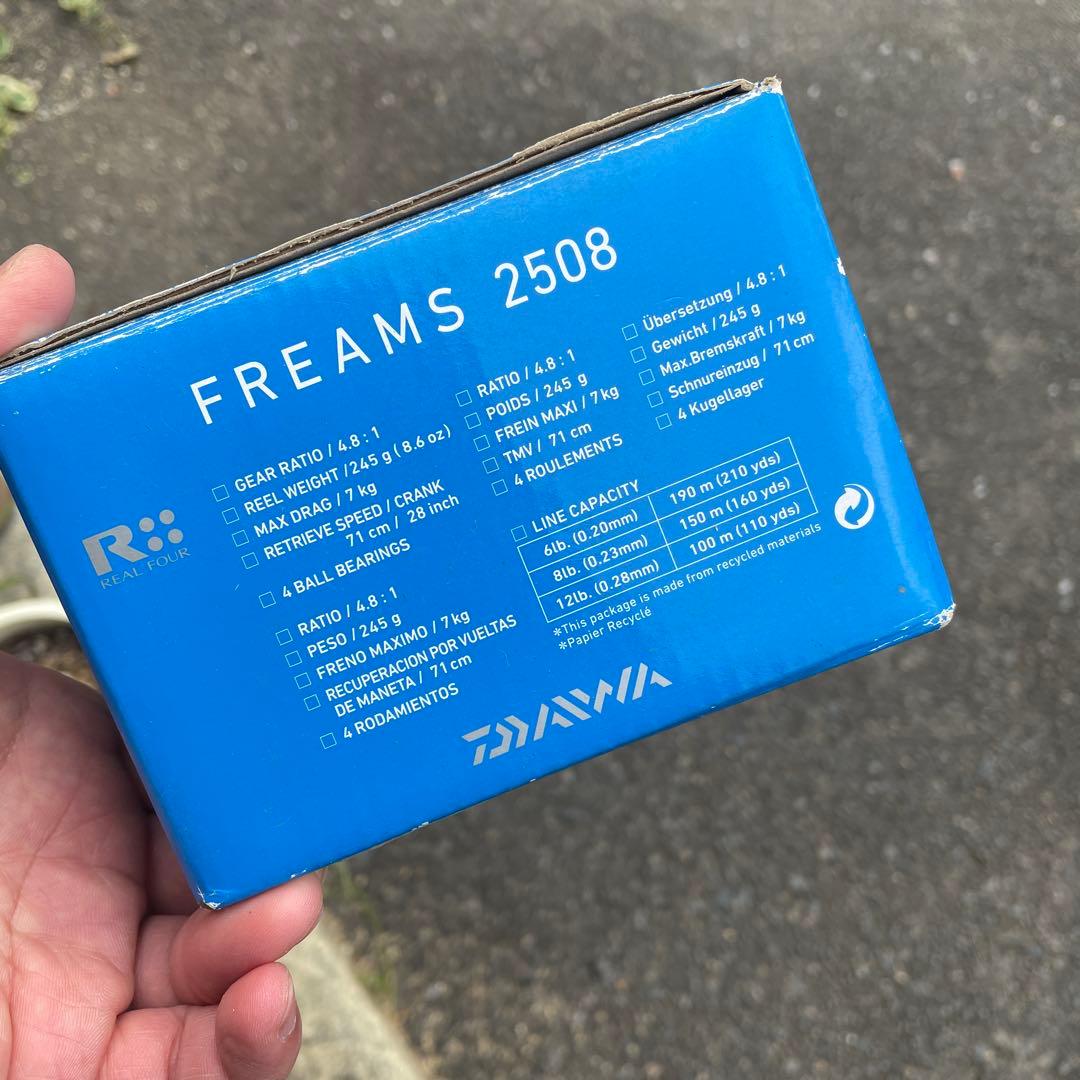 FREAMS 2508
GEAR RATIO / 4.8 : 1
REEL WEIGHT /245 g ( 8.6 oz)
MAX DRAG / 7 kg
RETRIEVE SPEED / CRANK
71 cm / 28 inch
4 BALL BEARINGS
RATIO / 4.8 : 1
PESO / 245 g
FRENO MAXIMO / 7kg
RECUPERACION POR VUELTAS
DE MANETA / 71 cm
4 RODAMIENTOS
RATIO / 4.8 : 1
POIDS / 245 g
FREIN MAXI / 7 kg
TMV / 71 cm
4 ROULEMENTS
Übersetzung / 4.8 : 1
Gewicht / 245 g
Max.Bremskraft / 7kg
Schnureinzug / 71 cm
4 Kugellager
LINE CAPACITY
6lb. (0.20mm) 190 m (210 yds)
8lb. (0.23mm) 150 m (160 yds)
12lb. (0.28mm) 100 m (110 yds)
*This package is made from recycled materials
*Papier Recyclé
R
REAL FOUR
DAIWA